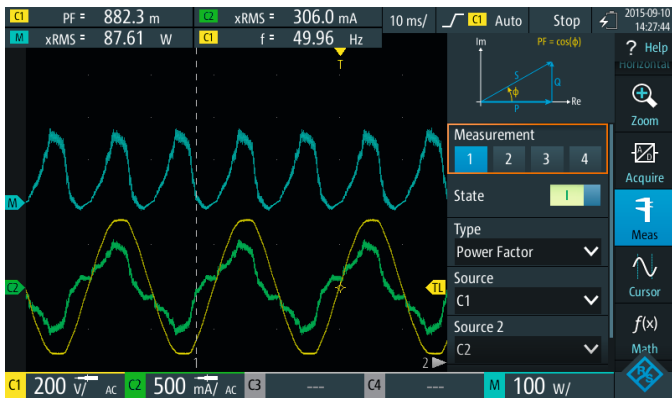 C1 PF = 882.3 m C2 xRMS = 306.0 mA 10 ms/ C1 Auto Stop 2015-09-10
14:27:44
M xRMS = 87.61 W C1 f = 49.96 Hz
Im PF = cos(ϕ)
S Q
ϕ
P Re
? Help
Horizontal
Zoom
T
Measurement
1 2 3 4
A D
Acquire
State I
M
Meas
Type
Power Factor
Source
C1
C2 TL
Cursor
Source 2
C2
f(x)
Math
2
C1 200 V/ AC C2 500 mA/ AC C3 --- C4 --- M 100 W/
R S